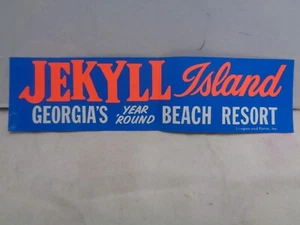 JEKYLL Island
GEORGIA'S YEAR 'ROUND BEACH RESORT